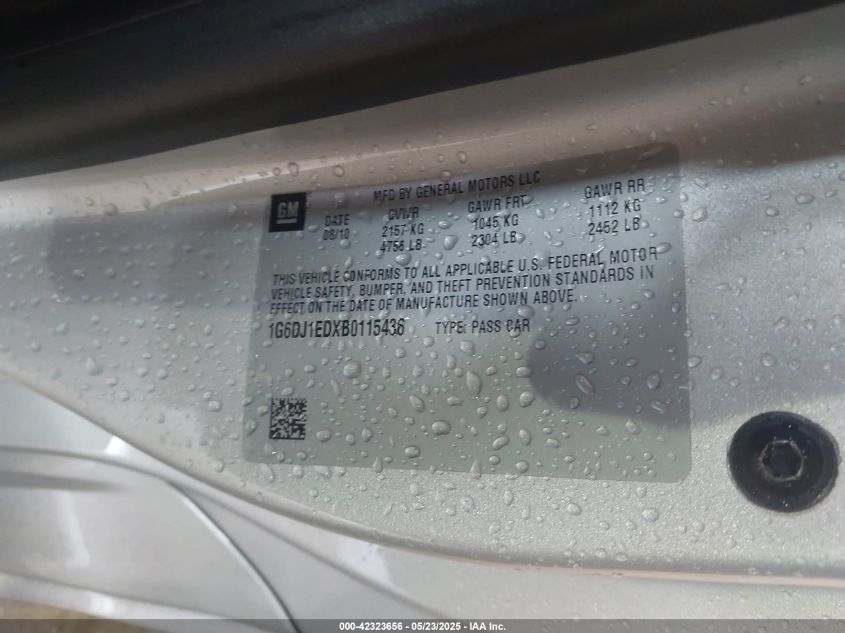 GM
MFD BY GENERAL MOTORS LLC
DATE GVWR GAWR FRT GAWR RR
08/10 2157 KG 1045 KG 1112 KG
4756 LB 2304 LB 2452 LB
THIS VEHICLE CONFORMS TO ALL APPLICABLE U.S. FEDERAL MOTOR
VEHICLE SAFETY, BUMPER, AND THEFT PREVENTION STANDARDS IN
EFFECT ON THE DATE OF MANUFACTURE SHOWN ABOVE.
1G6DJ1EDXB0115436 TYPE: PASS CAR
000-42323656 - 05/23/2025 - IAA Inc.